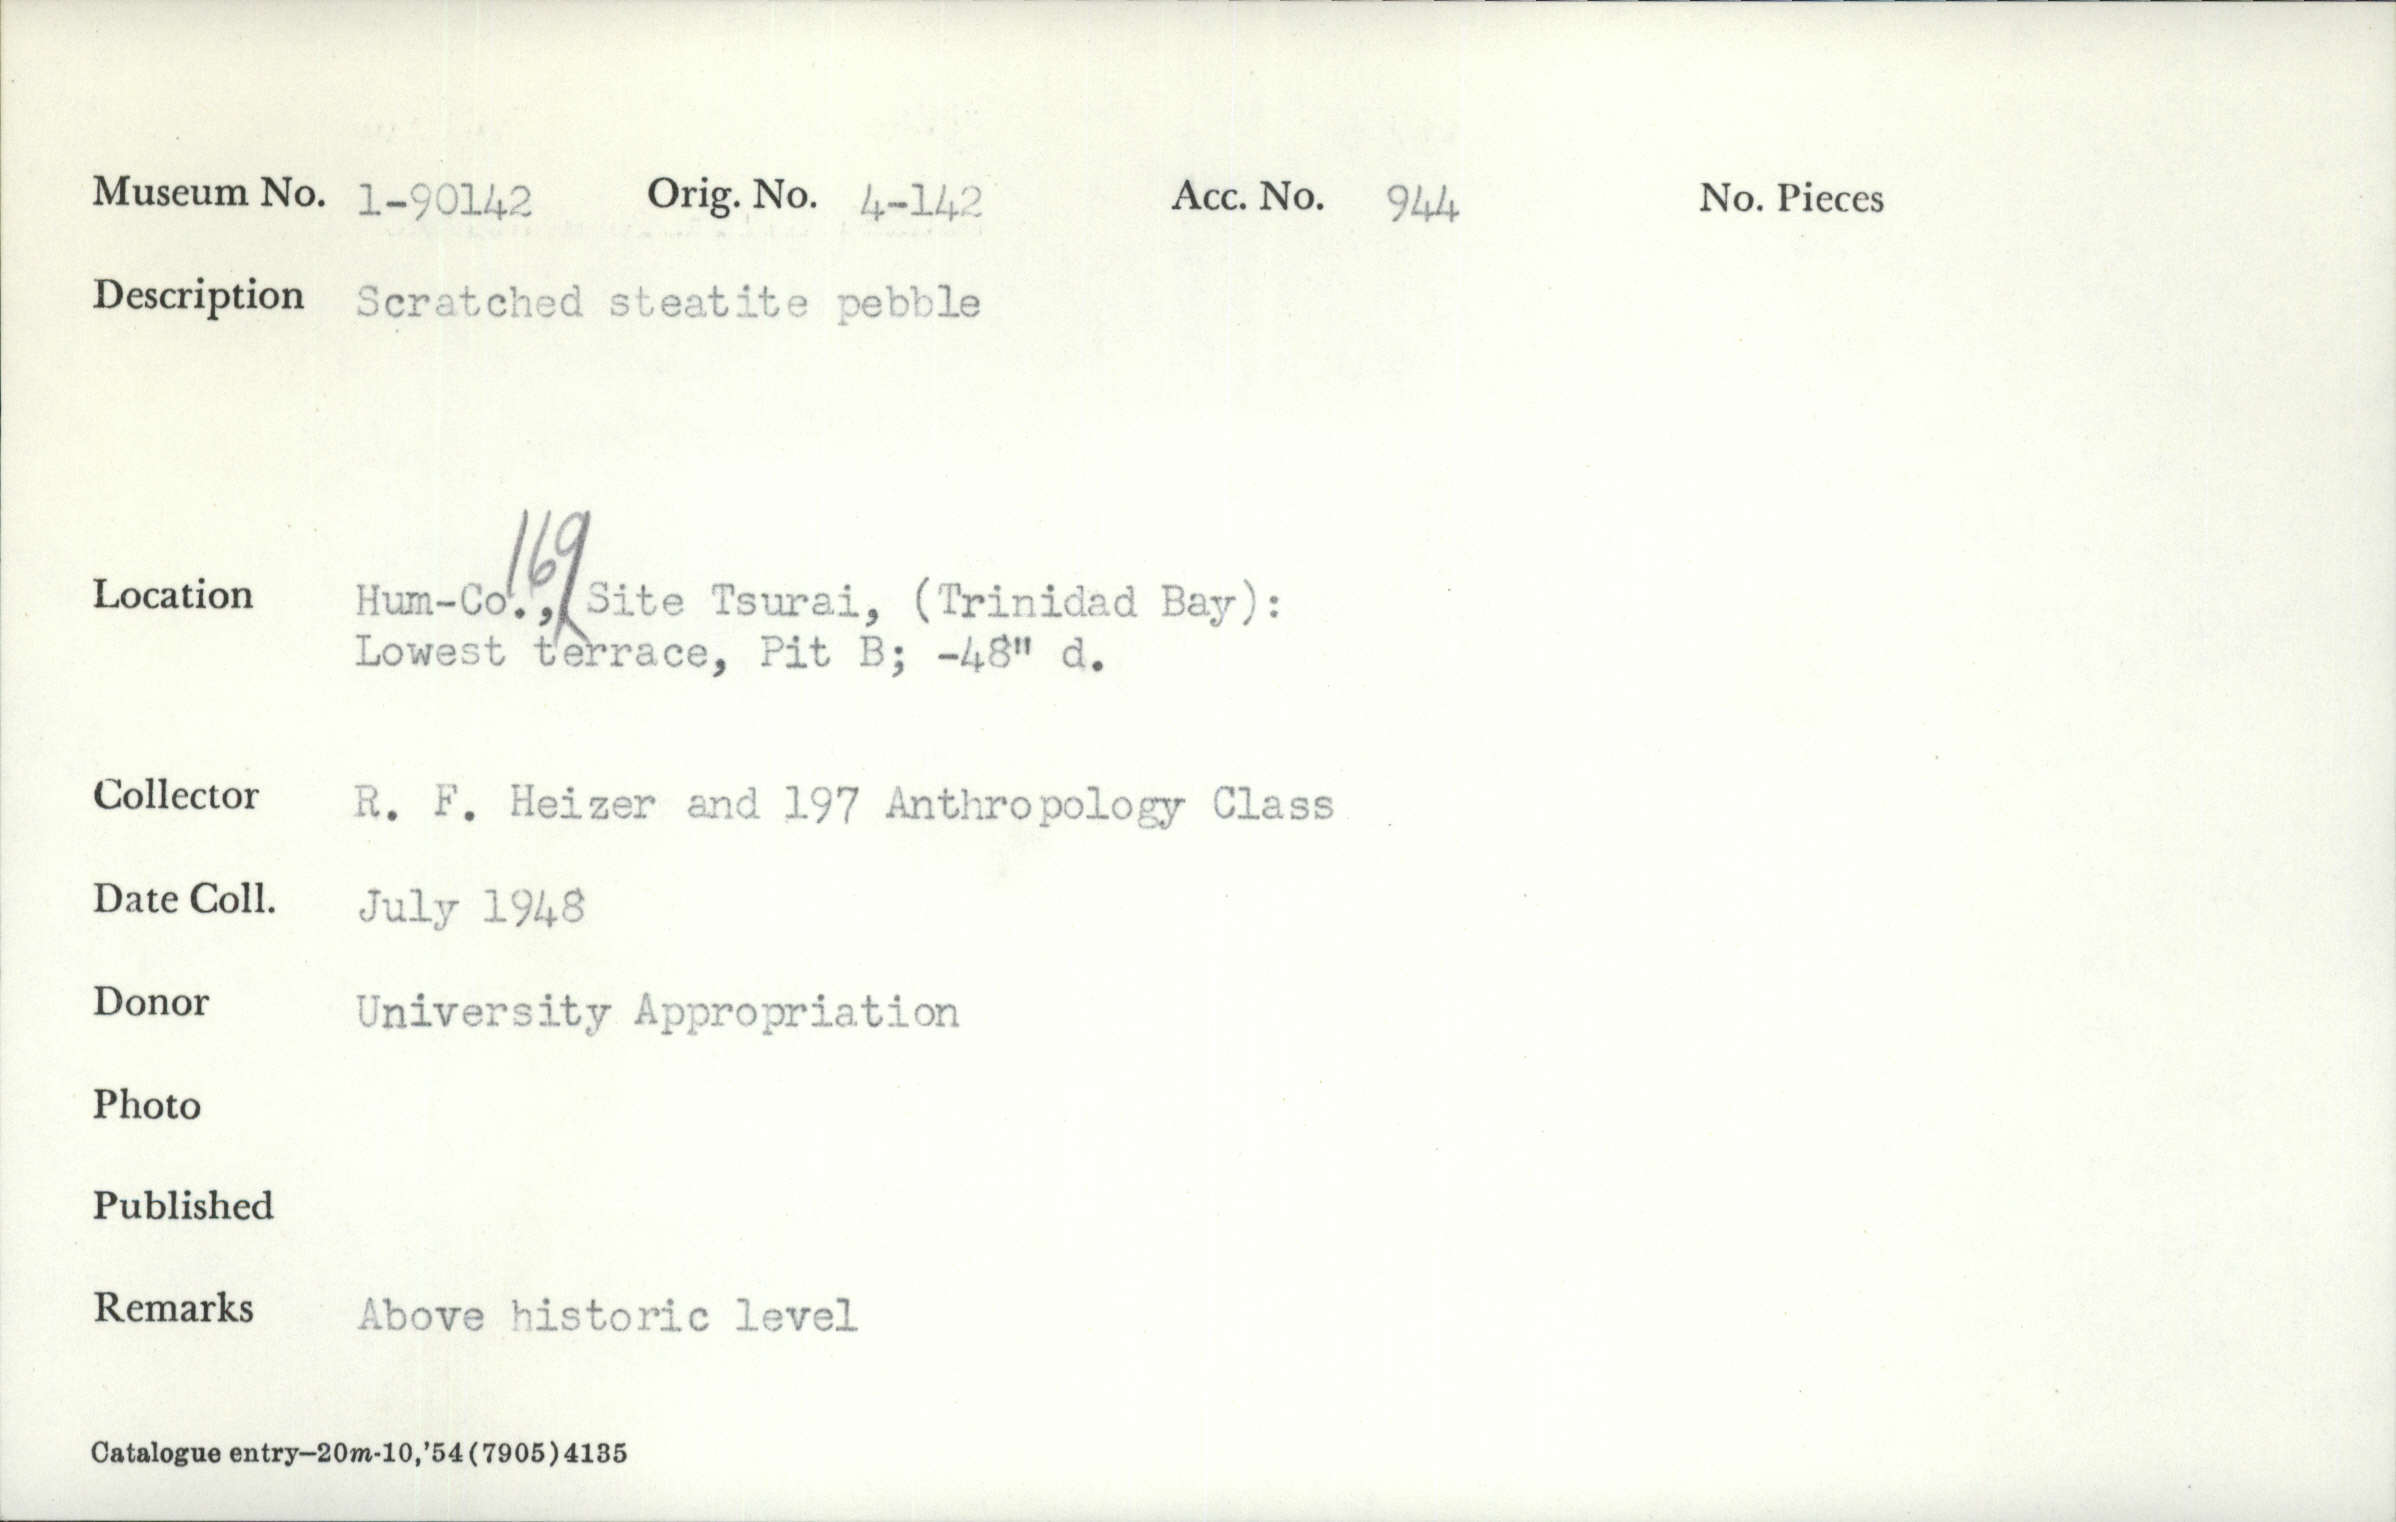 Museum No. 1-90142 Orig. No. 4-142 Acc. No. 944 No. Pieces
Description Scratched steatite pebble
169
Location Hum-Co., Site Tsurai, (Trinidad Bay):
Lowest terrace, Pit B; -48" d.
Collector R. F. Heizer and 197 Anthropology Class
Date Coll. July 1948
Donor University Appropriation
Photo
Published
Remarks Above historic level
Catalogue entry—20m-10,'54(7905)4135